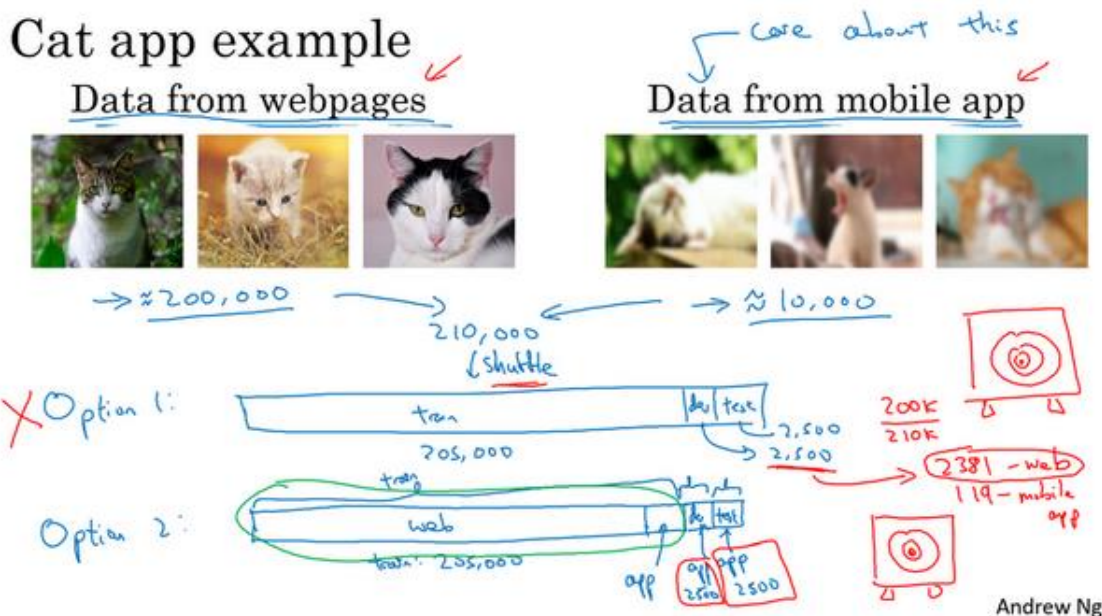 Cat app example
care about this
Data from webpages
Data from mobile app
→ ≈200,000
→ ≈10,000
210,000
shuffle
X Option 1:
train
dev
test
2,500
205,000
2,500
200K
210K
2381 - web
119 - mobile
app
Option 2:
train
web
dev
test
train: 205,000
app
app
2500
app
2500
Andrew Ng